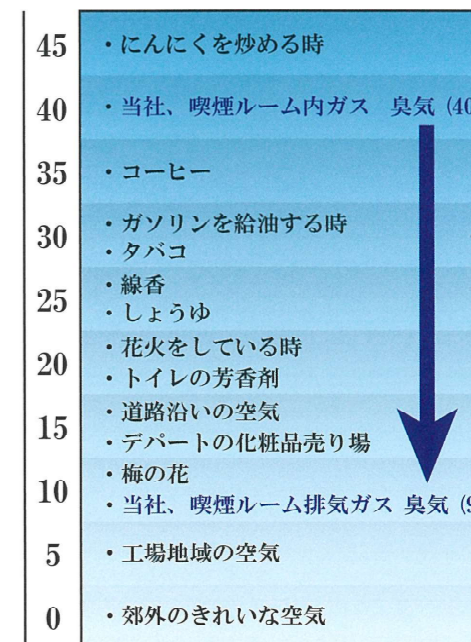 45 ・にんにくを炒める時
40 ・当社、喫煙ルーム内ガス 臭気 (40
35 ・コーヒー
30 ・ガソリンを給油する時
・タバコ
25 ・線香
・しょうゆ
20 ・花火をしている時
・トイレの芳香剤
15 ・道路沿いの空気
・デパートの化粧品売り場
10 ・梅の花
・当社、喫煙ルーム排気ガス 臭気 (9
5 ・工場地域の空気
0 ・郊外のきれいな空気